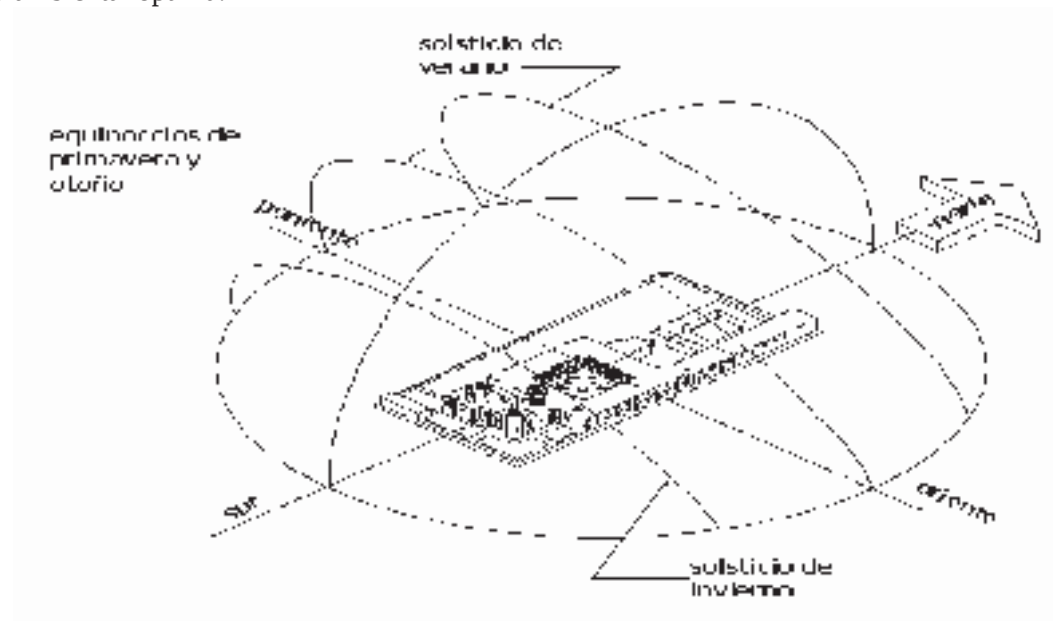 solsticio de
verano
equinoccios de
primavera y
otoño
poniente
norte
sur
oriente
solsticio de
invierno